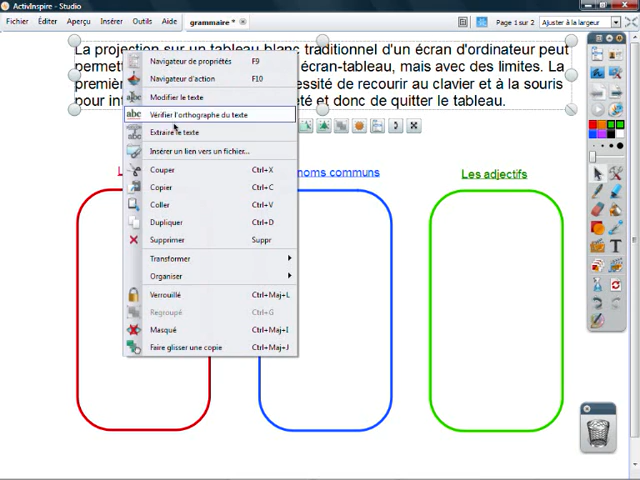 ActivInspire - Studio
Fichier Éditer Aperçu Insérer Outils Aide
grammaire *
Page 1 sur 2
Ajuster à la largeur
La projection sur un tableau blanc traditionnel d'un écran d'ordinateur peut
permett écran-tableau, mais avec des limites. La
premièr essité de recourir au clavier et à la souris
pour int eté et donc de quitter le tableau.
Navigateur de propriétés F9
Navigateur d'action F10
Modifier le texte
Vérifier l'orthographe du texte
Extraire le texte
Insérer un lien vers un fichier...
Couper Ctrl+X
Copier Ctrl+C
Coller Ctrl+V
Dupliquer Ctrl+D
Supprimer Suppr
Transformer
Organiser
Verrouillé Ctrl+Maj+L
Regroupé Ctrl+G
Masqué Ctrl+Maj+I
Faire glisser une copie Ctrl+Maj+J
noms communs
Les adjectifs